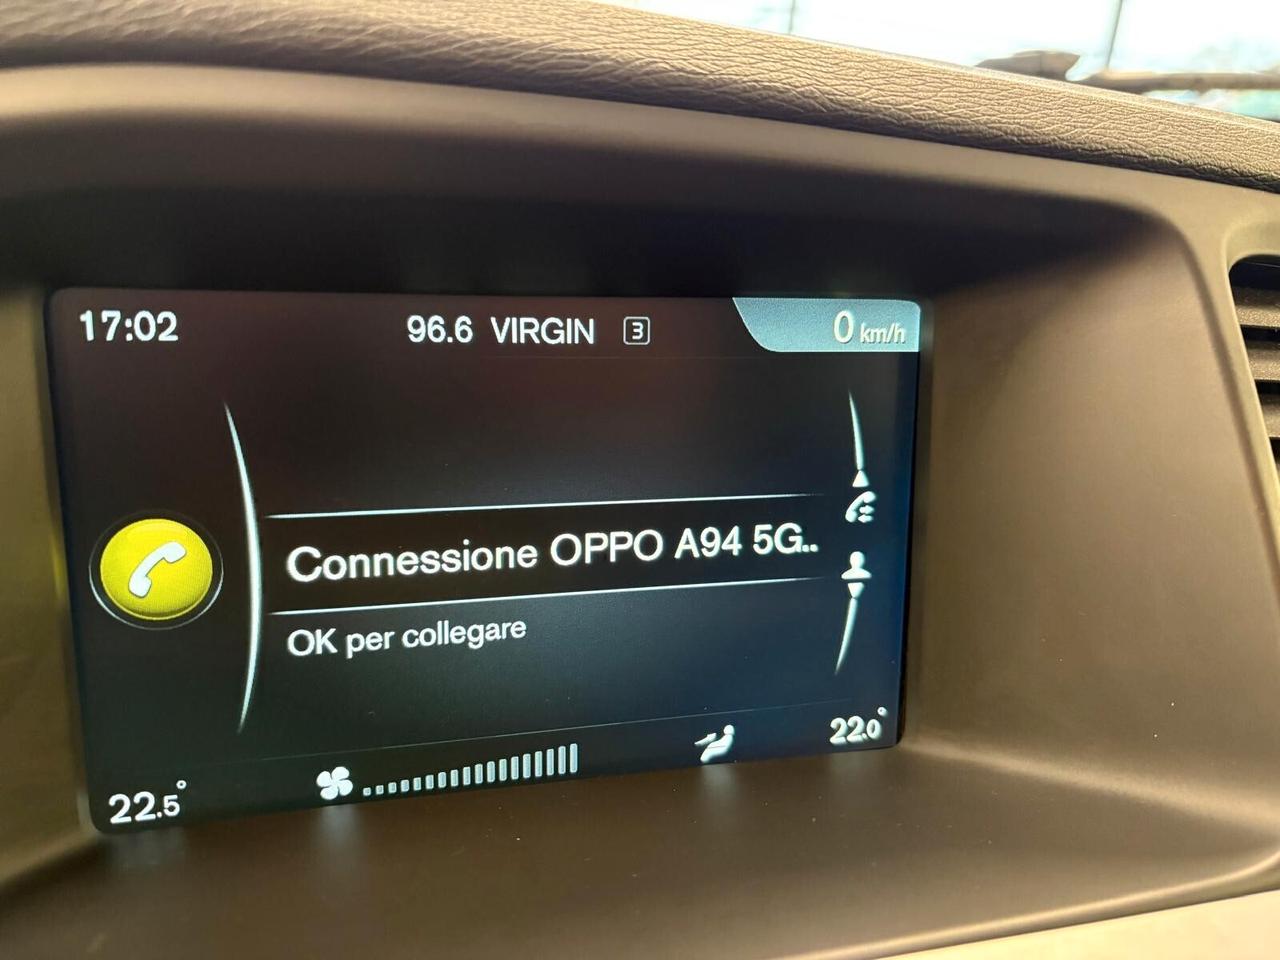 17:02 96.6 VIRGIN 3 0 km/h
Connessione OPPO A94 5G..
OK per collegare
22.5° 22.0°